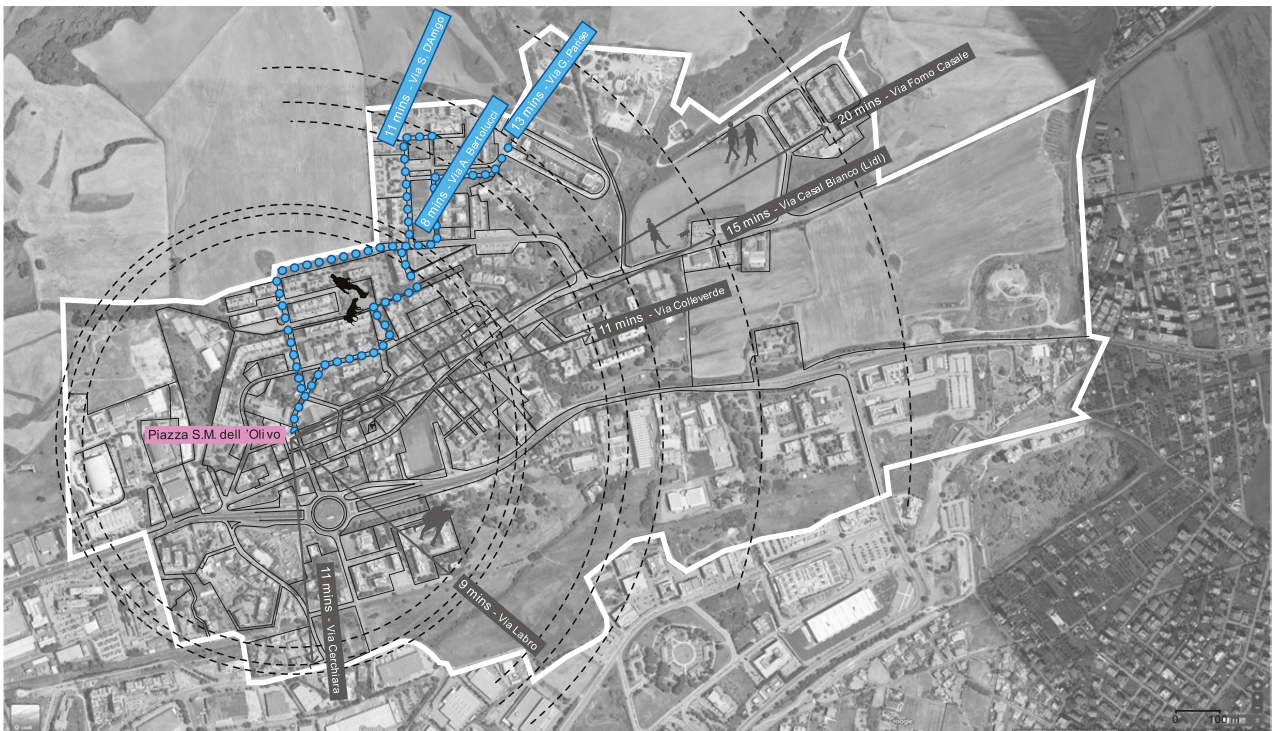 11 mins - Via S. D'Arrigo
13 mins - Via G. Parise
8 mins - Via A. Bertolucci
20 mins - Via Forno Casale
15 mins - Via Casal Bianco (Lidl)
11 mins - Via Colleverde
Piazza S.M. dell 'Olivo
11 mins - Via Cerchiara
9 mins - Via Labro
Google
0 100 m